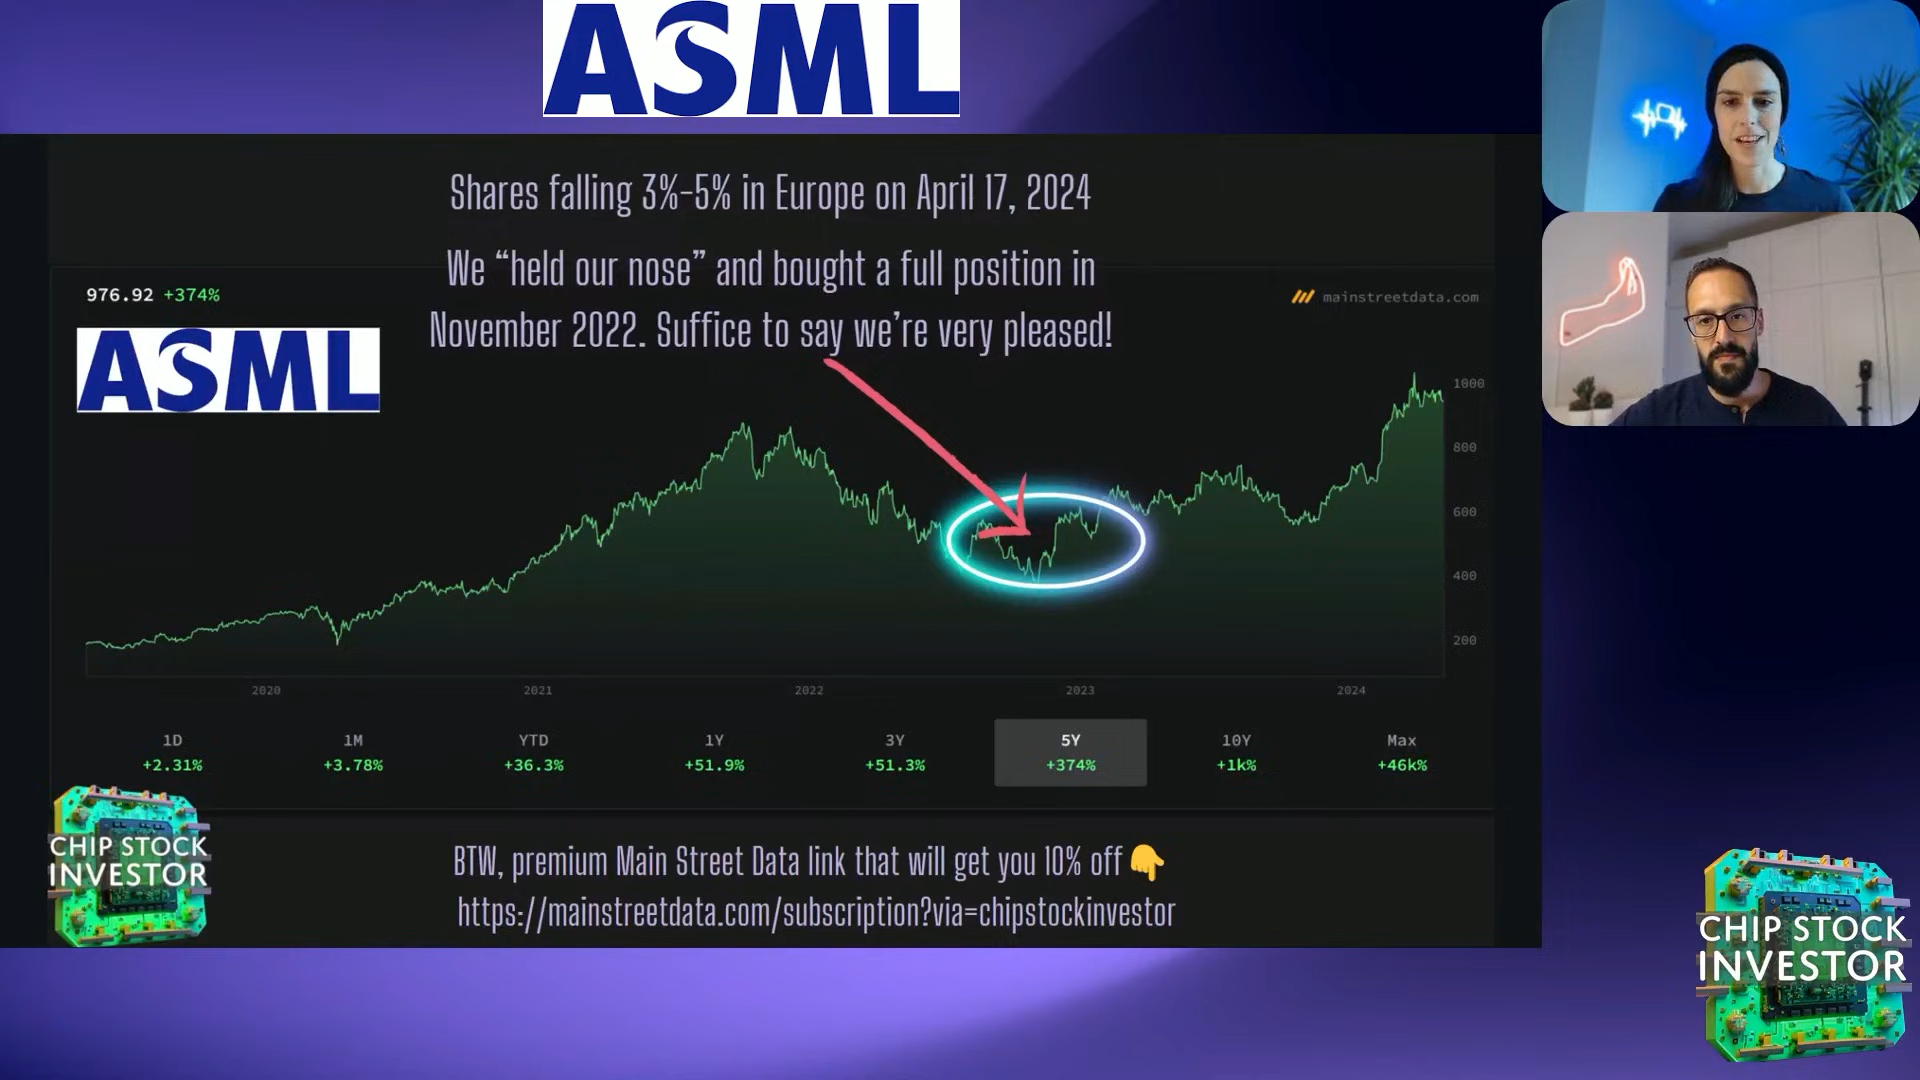 ASML
Shares falling 3%-5% in Europe on April 17, 2024
We “held our nose” and bought a full position in
November 2022. Suffice to say we’re very pleased!
976.92 +374%
mainstreetdata.com
ASML
1000
800
600
400
200
2020 2021 2022 2023 2024
1D 1M YTD 1Y 3Y 5Y 10Y Max
+2.31% +3.78% +36.3% +51.9% +51.3% +374% +1k% +46k%
CHIP STOCK
INVESTOR
BTW, premium Main Street Data link that will get you 10% off 👇
https://mainstreetdata.com/subscription?via=chipstockinvestor
CHIP STOCK
INVESTOR